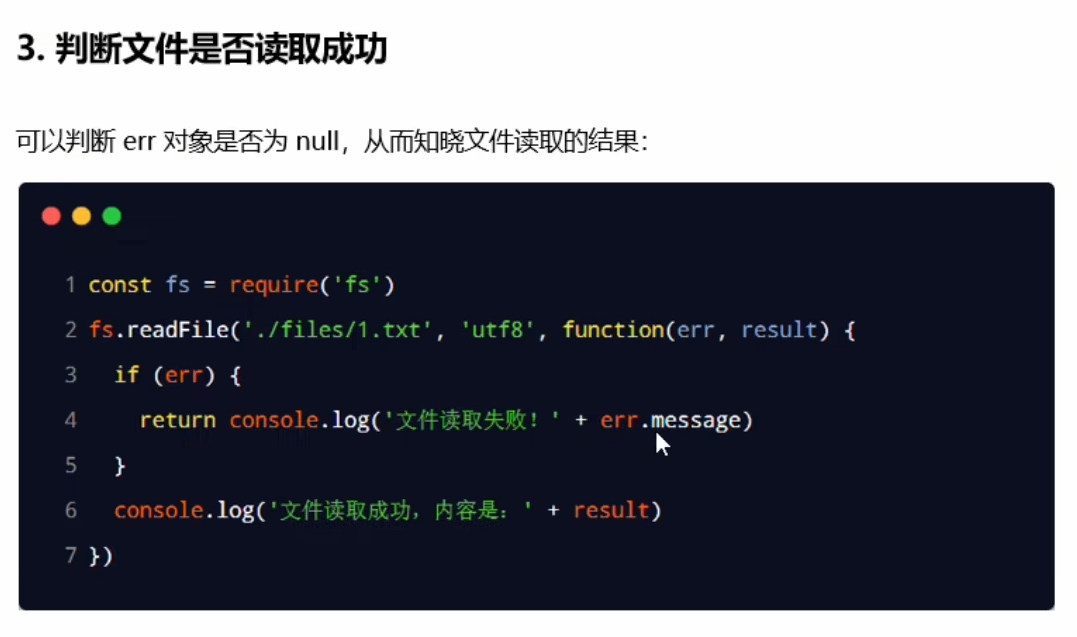 3. 判断文件是否读取成功
可以判断 err 对象是否为 null，从而知晓文件读取的结果：
1 const fs = require('fs')
2 fs.readFile('./files/1.txt', 'utf8', function(err, result) {
3   if (err) {
4     return console.log('文件读取失败！' + err.message)
5   }
6   console.log('文件读取成功，内容是：' + result)
7 })